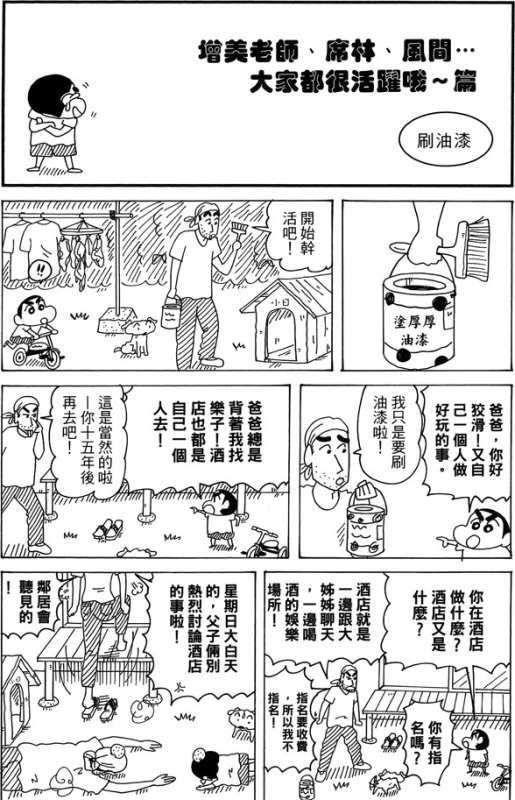 增美老師、席林、風間…
大家都很活躍哦~篇
刷油漆
塗厚厚
油漆
開始幹
活吧!
小白
爸爸,你好
狡滑!又自
己一個人做
好玩的事。
我只是要刷
油漆啦!
爸爸總是
背著我找
樂子!酒
店也都是
自己一個
人去!
這是當然的啦
—你十五年後
再去吧!
你在酒店
做什麼?
酒店又是
什麼?
酒店就是
一邊跟大
姊姊聊天
,一邊喝
酒的娛樂
場所!
你有指
名嗎?
指名要收費
,所以我不
指名!
星期日大白天
的,父子倆別
熱烈討論酒店
的事啦!
鄰居會
聽見的
!